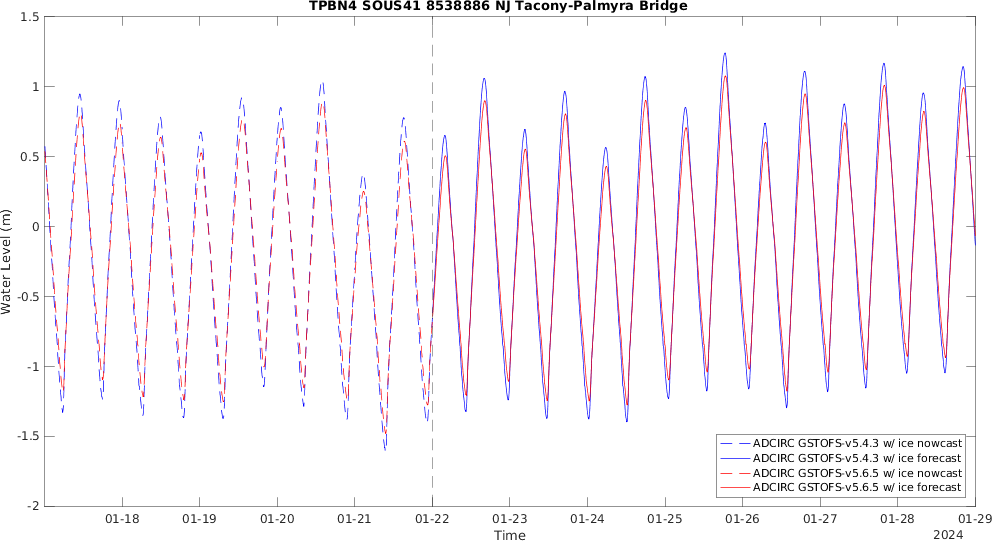 TPBN4 SOUS41 8538886 NJ Tacony-Palmyra Bridge
1.5
1
0.5
0
-0.5
-1
-1.5
-2
Water Level (m)
ADCIRC GSTOFS-v5.4.3 w/ ice nowcast
ADCIRC GSTOFS-v5.4.3 w/ ice forecast
ADCIRC GSTOFS-v5.6.5 w/ ice nowcast
ADCIRC GSTOFS-v5.6.5 w/ ice forecast
01-18 01-19 01-20 01-21 01-22 01-23 01-24 01-25 01-26 01-27 01-28 01-29
Time
2024